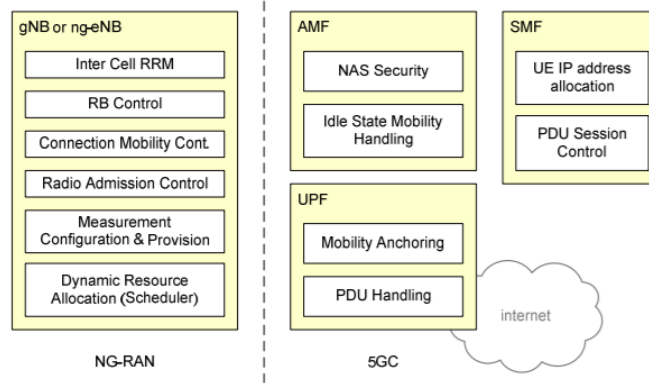 gNB or ng-eNB
Inter Cell RRM
RB Control
Connection Mobility Cont.
Radio Admission Control
Measurement
Configuration & Provision
Dynamic Resource
Allocation (Scheduler)
NG-RAN
AMF
NAS Security
Idle State Mobility
Handling
SMF
UE IP address
allocation
PDU Session
Control
UPF
Mobility Anchoring
PDU Handling
internet
5GC